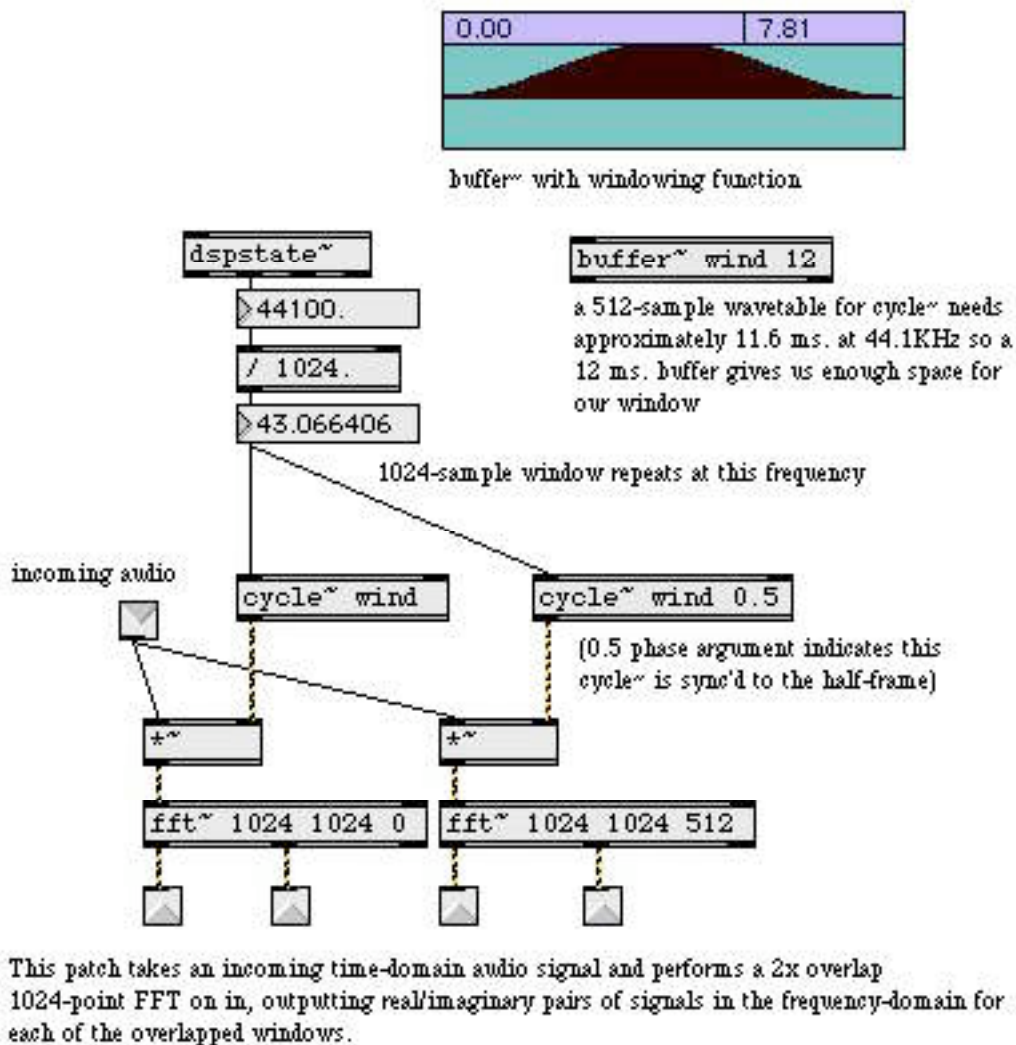 0.00 7.81
buffer~ with windowing function
dspstate~
buffer~ wind 12
44100.
a 512-sample wavetable for cycle~ needs
approximately 11.6 ms. at 44.1KHz so a
12 ms. buffer gives us enough space for
our window
/ 1024.
43.066406
1024-sample window repeats at this frequency
incoming audio
cycle~ wind
cycle~ wind 0.5
(0.5 phase argument indicates this
cycle~ is sync'd to the half-frame)
*~
*~
fft~ 1024 1024 0
fft~ 1024 1024 512
This patch takes an incoming time-domain audio signal and performs a 2x overlap
1024-point FFT on in, outputting real/imaginary pairs of signals in the frequency-domain for
each of the overlapped windows.